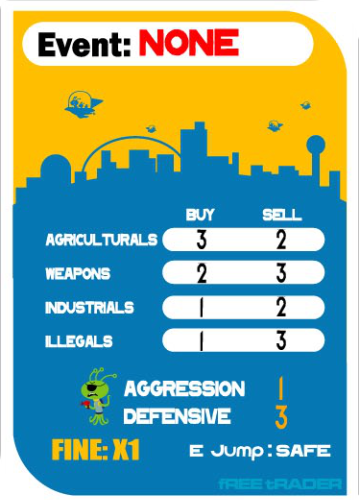 Event: NONE
BUY SELL
AGRICULTURALS 3 2
WEAPONS 2 3
INDUSTRIALS 1 2
ILLEGALS 1 3
AGGRESSION 1
DEFENSIVE 3
FINE: X1 E Jump: SAFE
fREE tRADER